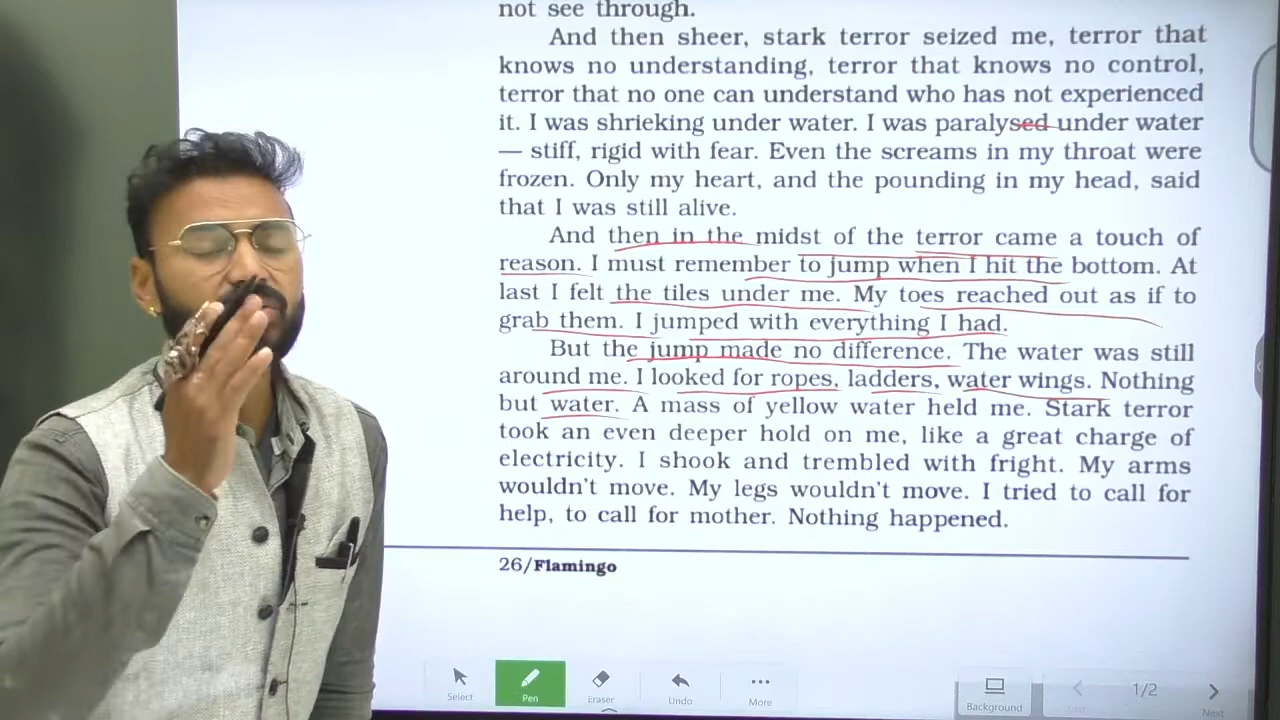 not see through.
And then sheer, stark terror seized me, terror that
knows no understanding, terror that knows no control,
terror that no one can understand who has not experienced
it. I was shrieking under water. I was paralysed under water
— stiff, rigid with fear. Even the screams in my throat were
frozen. Only my heart, and the pounding in my head, said
that I was still alive.
And then in the midst of the terror came a touch of
reason. I must remember to jump when I hit the bottom. At
last I felt the tiles under me. My toes reached out as if to
grab them. I jumped with everything I had.
But the jump made no difference. The water was still
around me. I looked for ropes, ladders, water wings. Nothing
but water. A mass of yellow water held me. Stark terror
took an even deeper hold on me, like a great charge of
electricity. I shook and trembled with fright. My arms
wouldn't move. My legs wouldn't move. I tried to call for
help, to call for mother. Nothing happened.
26/Flamingo
Select Pen Eraser Undo More Background Last 1/2 Next